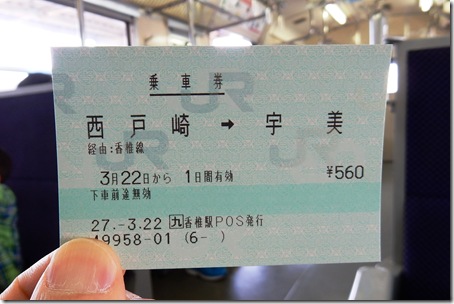 乗車券
西戸崎 → 宇美
経由：香椎線
3月22日から 1日間有効 ¥560
下車前途無効
27.-3.22 九香椎駅POS発行
49958-01 (6- )